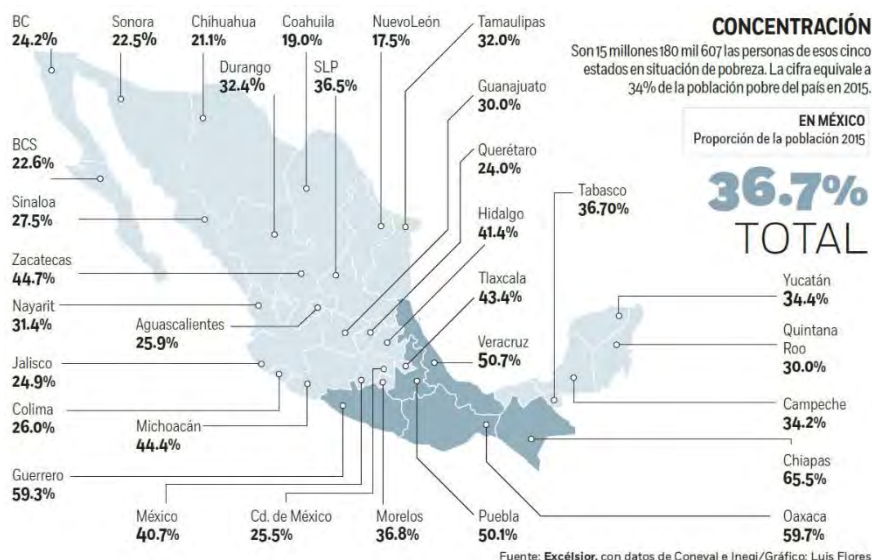 BC
24.2%
Sonora
22.5%
Chihuahua
21.1%
Coahuila
19.0%
NuevoLeón
17.5%
Tamaulipas
32.0%
CONCENTRACIÓN
Son 15 millones 180 mil 607 las personas de esos cinco
estados en situación de pobreza. La cifra equivale a
34% de la población pobre del país en 2015.
EN MÉXICO
Proporción de la población 2015
36.7%
TOTAL
Durango
32.4%
SLP
36.5%
Guanajuato
30.0%
Querétaro
24.0%
Hidalgo
41.4%
Tlaxcala
43.4%
Veracruz
50.7%
Tabasco
36.70%
BCS
22.6%
Sinaloa
27.5%
Zacatecas
44.7%
Nayarit
31.4%
Aguascalientes
25.9%
Jalisco
24.9%
Colima
26.0%
Michoacán
44.4%
Guerrero
59.3%
México
40.7%
Cd. de México
25.5%
Morelos
36.8%
Puebla
50.1%
Yucatán
34.4%
Quintana
Roo
30.0%
Campeche
34.2%
Chiapas
65.5%
Oaxaca
59.7%
Fuente: Excélsior, con datos de Coneval e Inegi/Gráfico: Luis Flores